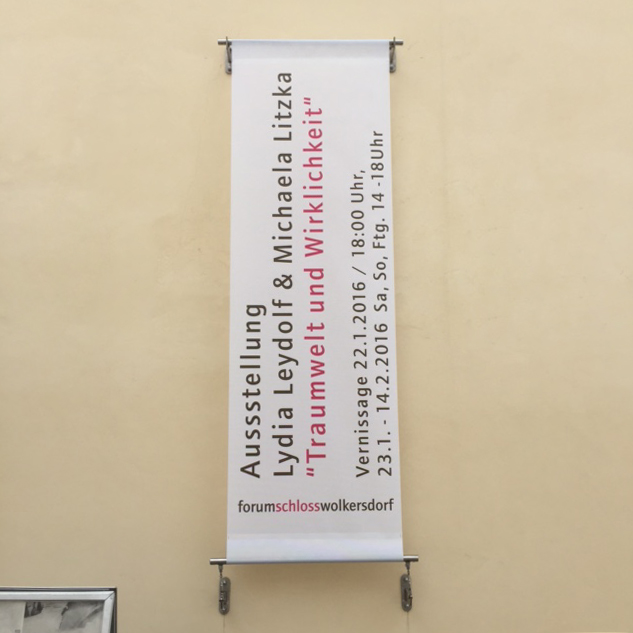 Aussstellung
Lydia Leydolf & Michaela Litzka
"Traumwelt und Wirklichkeit"
Vernissage 22.1.2016 / 18:00 Uhr,
23.1. - 14.2.2016 Sa, So, Ftg. 14 -18Uhr
forumschlosswolkersdorf